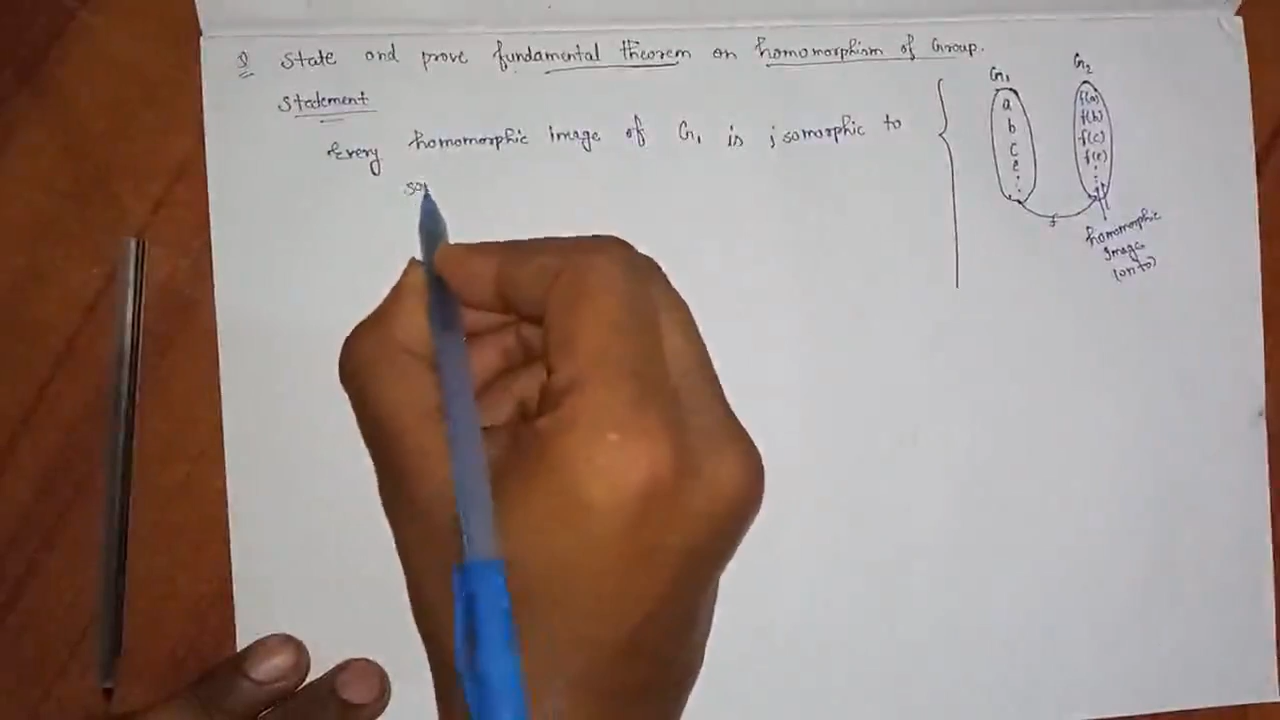 Q State and prove fundamental theorem on homomorphism of Group.
Statement
Every homomorphic image of G₁ is isomorphic to
som
G₁
a
b
c
e
⋮
G₂
f(a)
f(b)
f(c)
f(e)
⋮
f
homomorphic
Image
(onto)